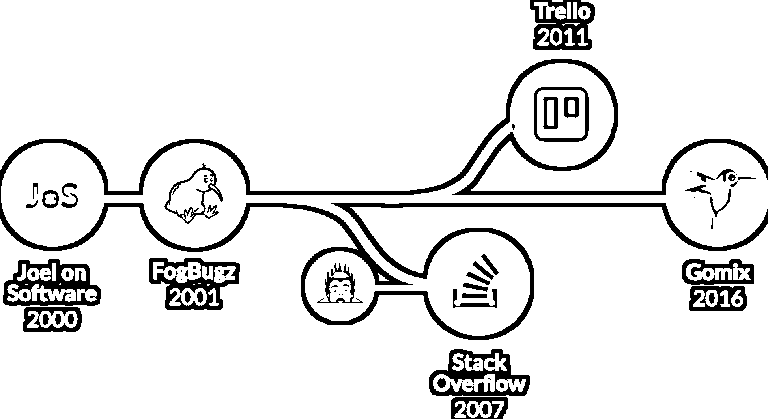 Trello
2011
JoS
Joel on
Software
2000
FogBugz
2001
Stack
Overflow
2007
Gomix
2016